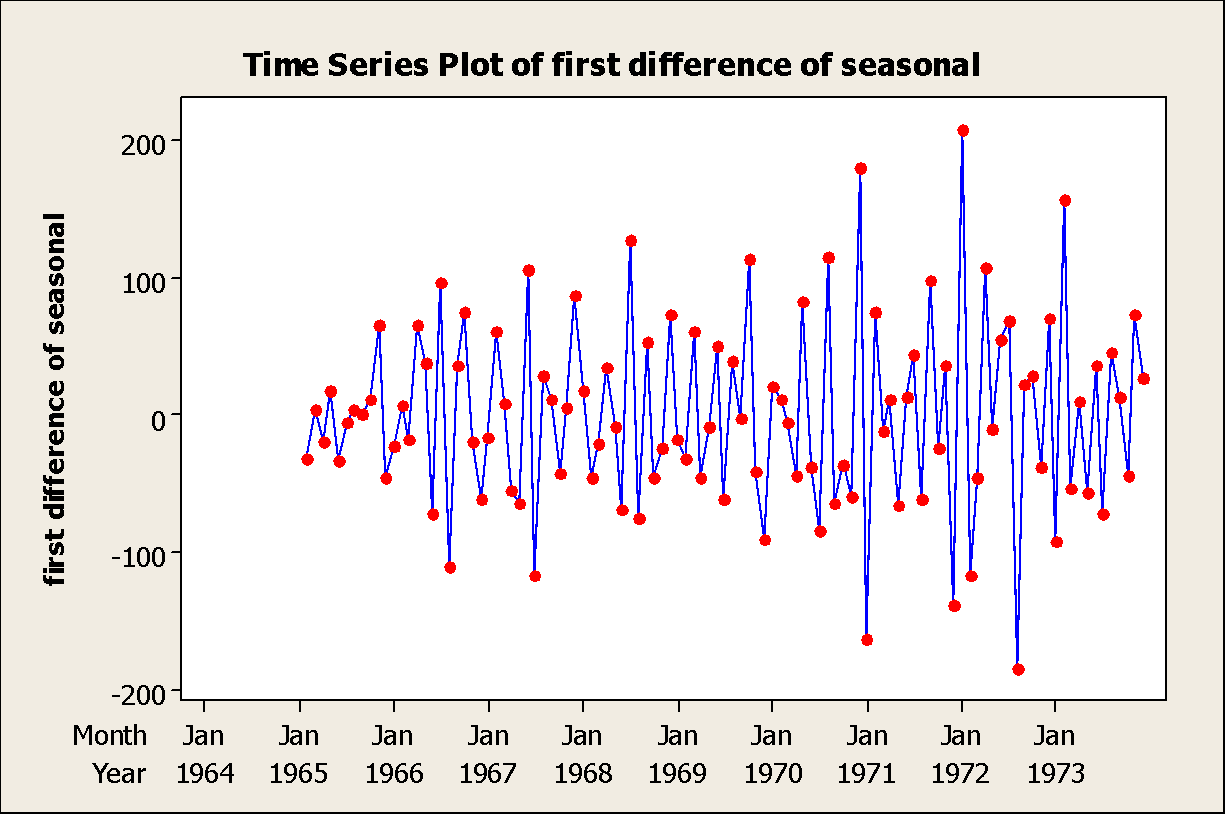 Time Series Plot of first difference of seasonal
first difference of seasonal
200
100
0
-100
-200
Month Jan Jan Jan Jan Jan Jan Jan Jan Jan Jan
Year 1964 1965 1966 1967 1968 1969 1970 1971 1972 1973